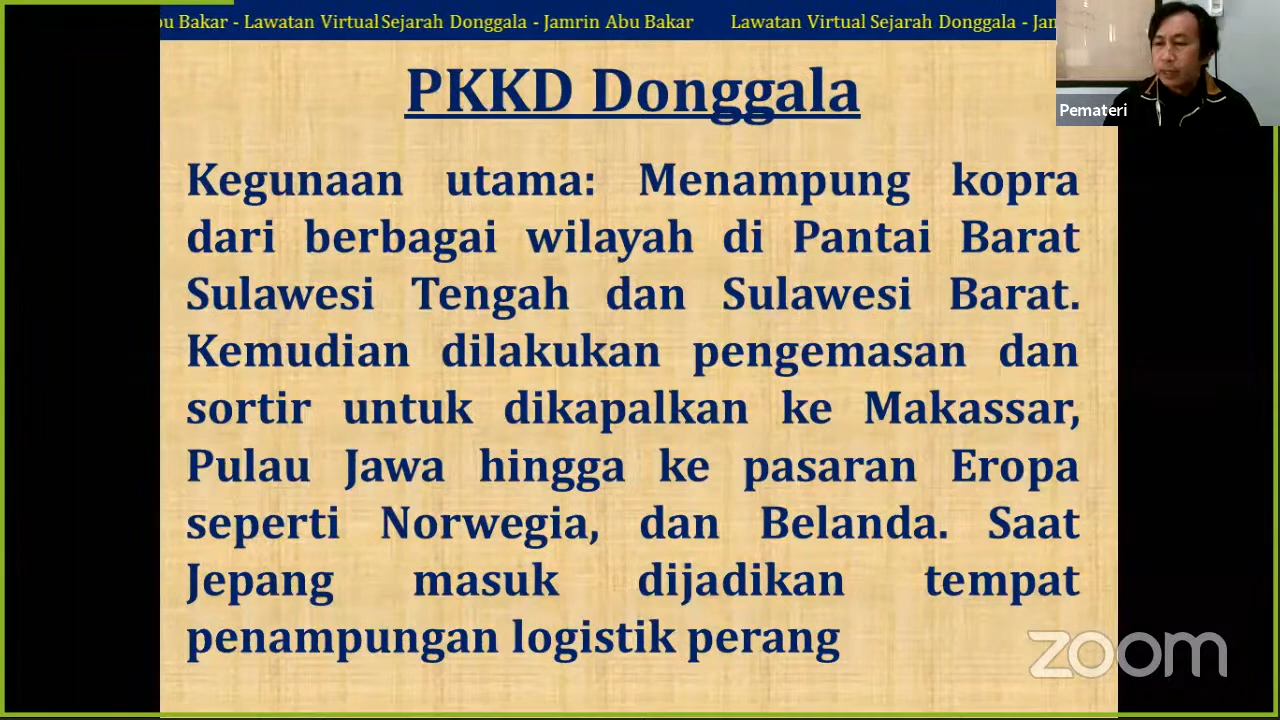 bu Bakar - Lawatan Virtual Sejarah Donggala - Jamrin Abu Bakar Lawatan Virtual Sejarah Donggala - Jam
Pemateri
PKKD Donggala
Kegunaan utama: Menampung kopra
dari berbagai wilayah di Pantai Barat
Sulawesi Tengah dan Sulawesi Barat.
Kemudian dilakukan pengemasan dan
sortir untuk dikapalkan ke Makassar,
Pulau Jawa hingga ke pasaran Eropa
seperti Norwegia, dan Belanda. Saat
Jepang masuk dijadikan tempat
penampungan logistik perang
zoom